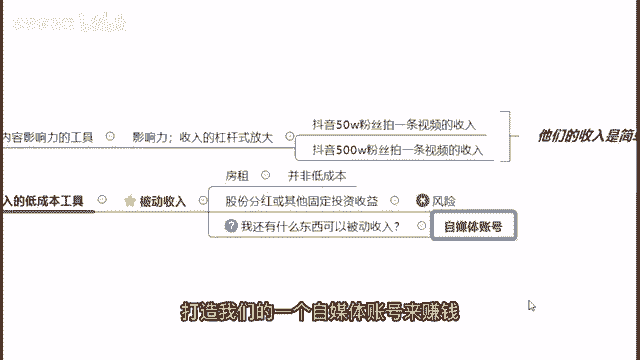 抖音50w粉丝拍一条视频的收入
内容影响力的工具 影响力；收入的杠杆式放大 他们的收入是简单
抖音500w粉丝拍一条视频的收入
房租 并非低成本
入的低成本工具 被动收入 股份分红或其他固定投资收益 风险
我还有什么东西可以被动收入？ 自媒体账号
打造我们的一个自媒体账号来赚钱